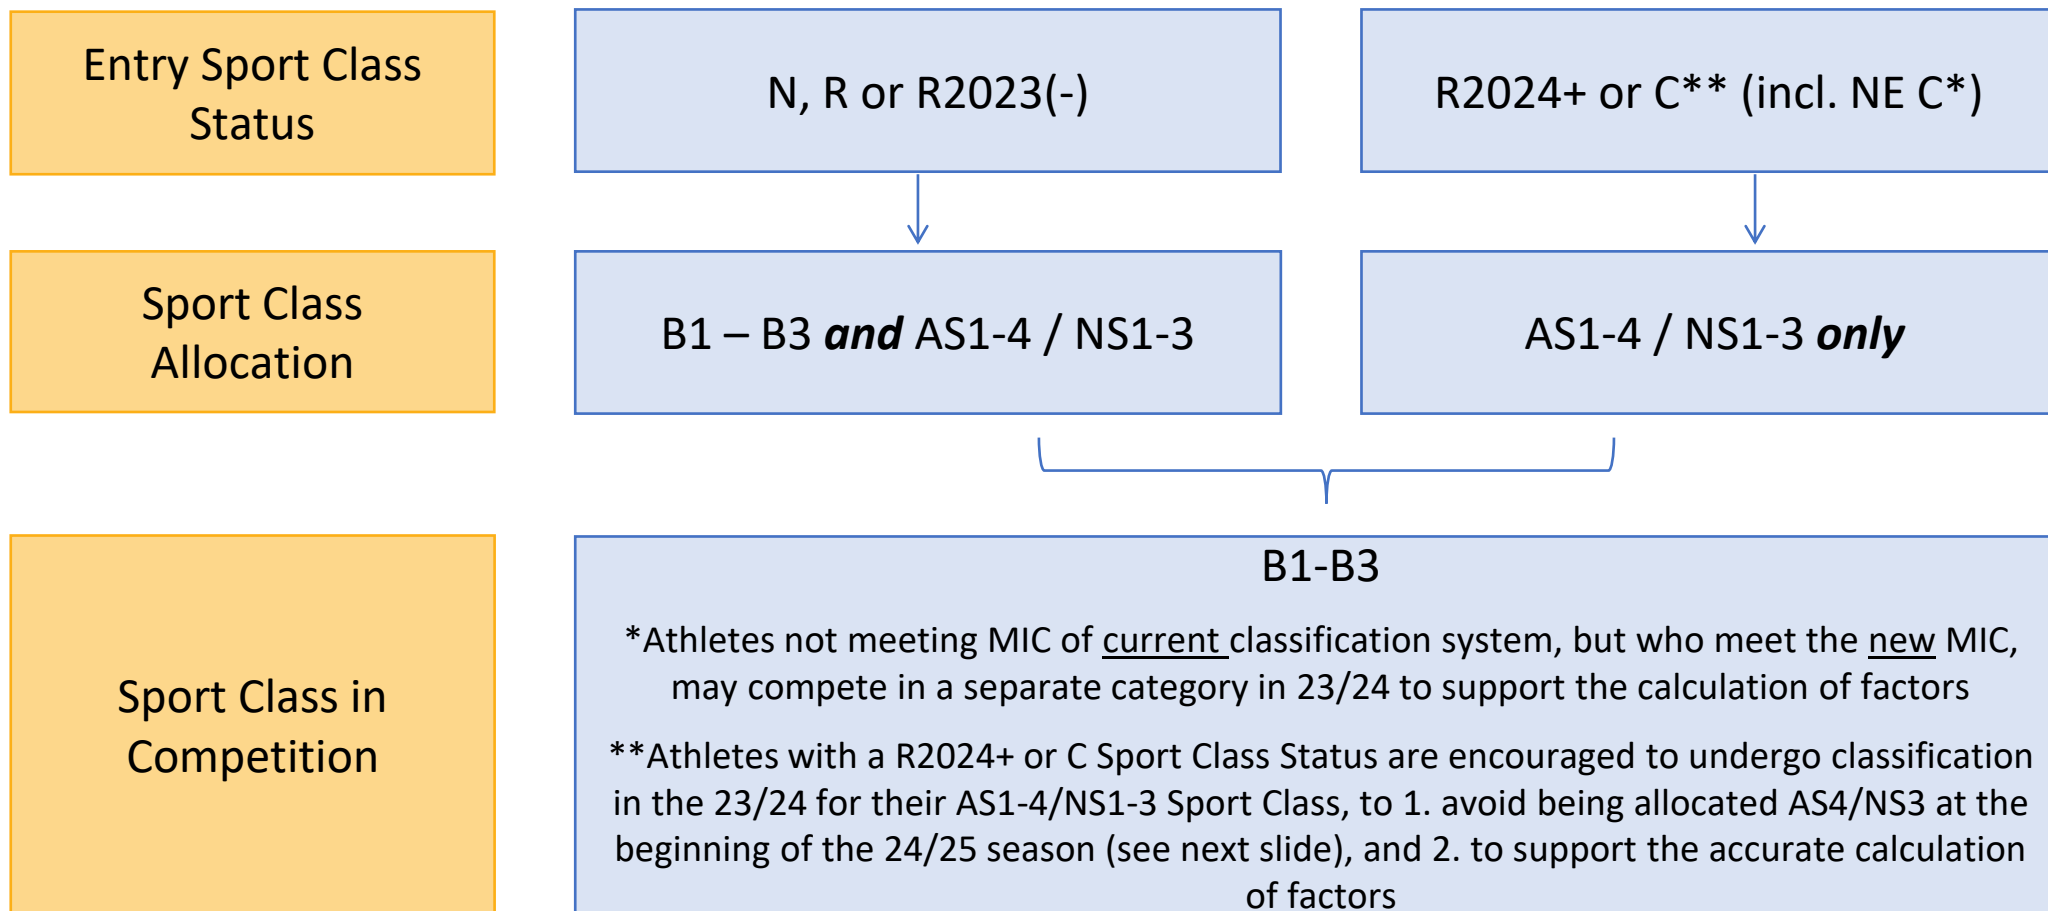 Entry Sport Class
Status
N, R or R2023(-)
R2024+ or C** (incl. NE C*)
Sport Class
Allocation
B1 – B3 and AS1-4 / NS1-3
AS1-4 / NS1-3 only
Sport Class in
Competition
B1-B3
*Athletes not meeting MIC of current classification system, but who meet the new MIC,
may compete in a separate category in 23/24 to support the calculation of factors
**Athletes with a R2024+ or C Sport Class Status are encouraged to undergo classification
in the 23/24 for their AS1-4/NS1-3 Sport Class, to 1. avoid being allocated AS4/NS3 at the
beginning of the 24/25 season (see next slide), and 2. to support the accurate calculation
of factors